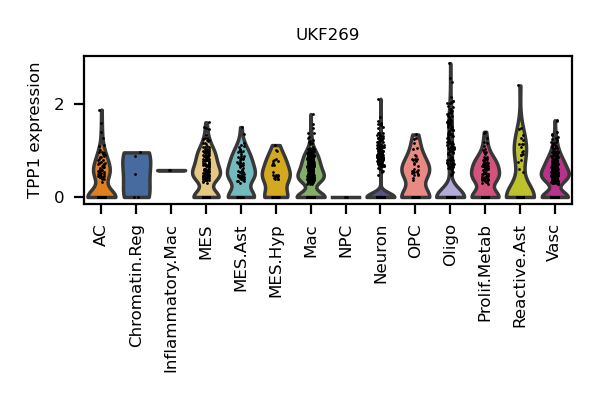 UKF269
TPP1 expression
2
0
AC
Chromatin.Reg
Inflammatory.Mac
MES
MES.Ast
MES.Hyp
Mac
NPC
Neuron
OPC
Oligo
Prolif.Metab
Reactive.Ast
Vasc